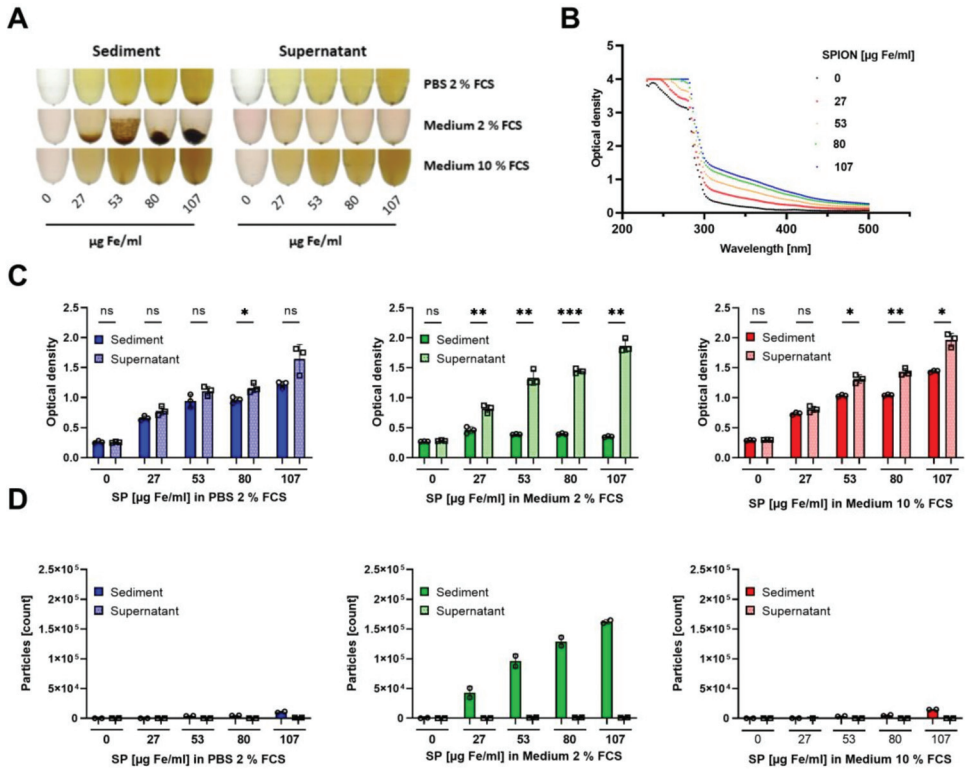 A
Sediment
Supernatant
PBS 2 % FCS
Medium 2 % FCS
Medium 10 % FCS
0 27 53 80 107
0 27 53 80 107
µg Fe/ml
µg Fe/ml
B
SPION [µg Fe/ml]
0
27
53
80
107
5
4
3
2
1
0
Optical density
200 300 400 500
Wavelength [nm]
C
ns ns ns * ns
2.5
2.0
1.5
1.0
0.5
0.0
Optical density
Sediment
Supernatant
0 27 53 80 107
SP [µg Fe/ml] in PBS 2 % FCS
ns ** ** *** **
2.5
2.0
1.5
1.0
0.5
0.0
Optical density
Sediment
Supernatant
0 27 53 80 107
SP [µg Fe/ml] in Medium 2 % FCS
ns ns * ** *
2.5
2.0
1.5
1.0
0.5
0.0
Optical density
Sediment
Supernatant
0 27 53 80 107
SP [µg Fe/ml] in Medium 10 % FCS
D
2.5×10⁵
2×10⁵
1.5×10⁵
1×10⁵
5×10⁴
0
Particles [count]
Sediment
Supernatant
0 27 53 80 107
SP [µg Fe/ml] in PBS 2 % FCS
2.5×10⁵
2×10⁵
1.5×10⁵
1×10⁵
5×10⁴
0
Particles [count]
Sediment
Supernatant
0 27 53 80 107
SP [µg Fe/ml] in Medium 2 % FCS
2.5×10⁵
2×10⁵
1.5×10⁵
1×10⁵
5×10⁴
0
Particles [count]
Sediment
Supernatant
0 27 53 80 107
SP [µg Fe/ml] in Medium 10 % FCS